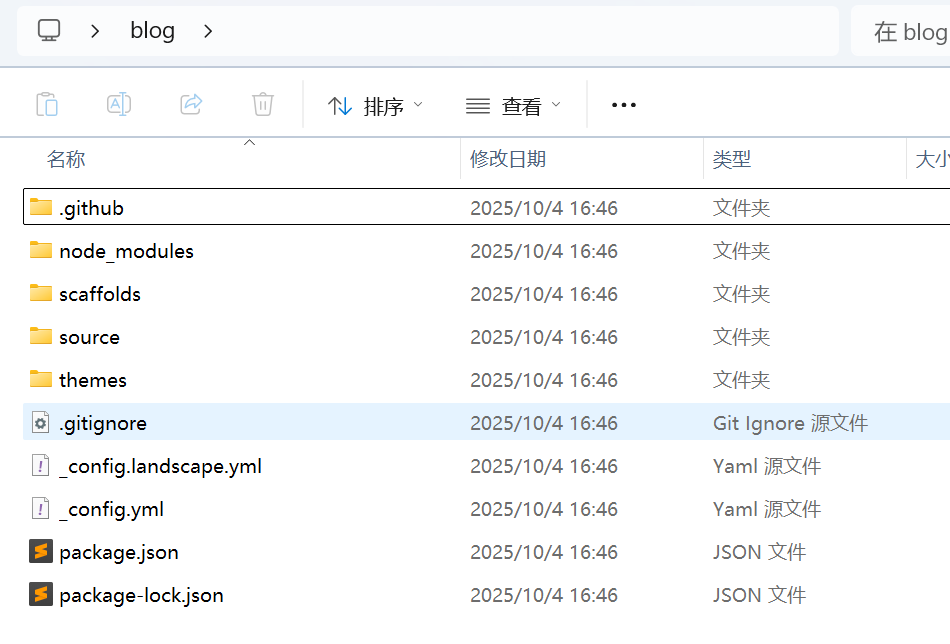 blog
在 blog
排序 查看
名称 修改日期 类型 大小
.github 2025/10/4 16:46 文件夹
node_modules 2025/10/4 16:46 文件夹
scaffolds 2025/10/4 16:46 文件夹
source 2025/10/4 16:46 文件夹
themes 2025/10/4 16:46 文件夹
.gitignore 2025/10/4 16:46 Git Ignore 源文件
_config.landscape.yml 2025/10/4 16:46 Yaml 源文件
_config.yml 2025/10/4 16:46 Yaml 源文件
package.json 2025/10/4 16:46 JSON 文件
package-lock.json 2025/10/4 16:46 JSON 文件